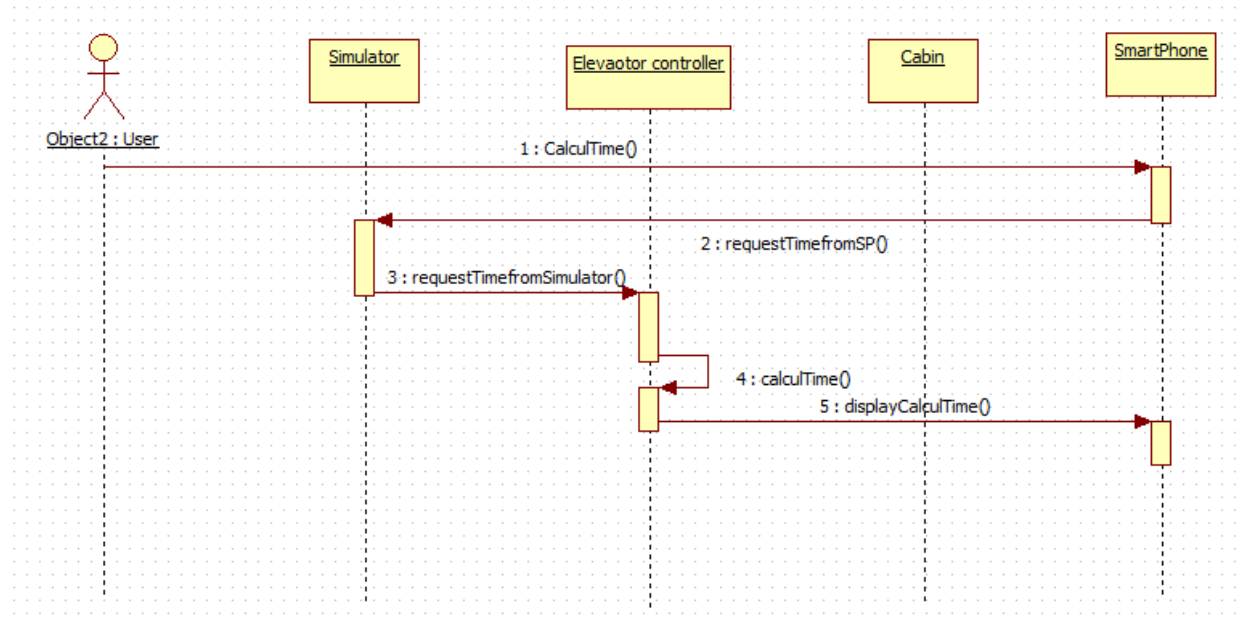 Simulator
Elevaotor controller
Cabin
SmartPhone
Object2 : User
1 : CalculTime()
2 : requestTimefromSP()
3 : requestTimefromSimulator()
4 : calculTime()
5 : displayCalculTime()